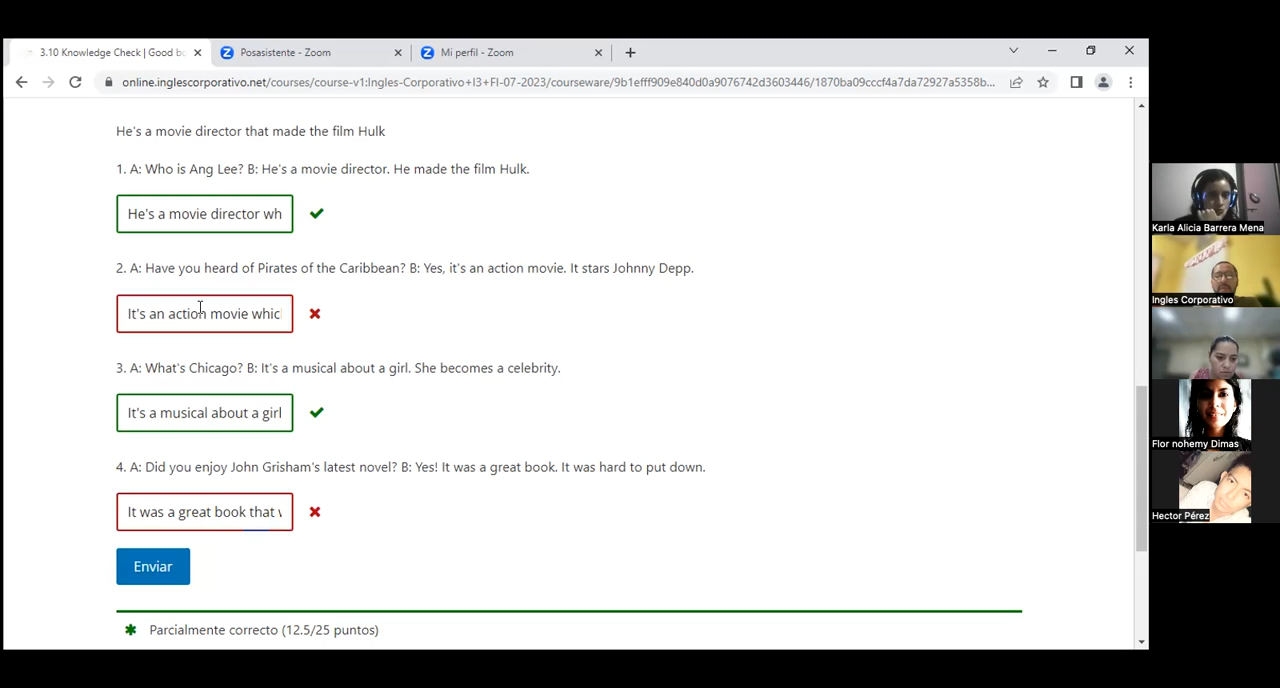 3.10 Knowledge Check | Good bo
Posasistente - Zoom
Mi perfil - Zoom
online.inglescorporativo.net/courses/course-v1:Ingles-Corporativo+I3+FI-07-2023/courseware/9b1efff909e840d0a9076742d3603446/1870ba09cccf4a7da72927a5358b...
He's a movie director that made the film Hulk
1. A: Who is Ang Lee? B: He's a movie director. He made the film Hulk.
He's a movie director wh
2. A: Have you heard of Pirates of the Caribbean? B: Yes, it's an action movie. It stars Johnny Depp.
It's an action movie whic
3. A: What's Chicago? B: It's a musical about a girl. She becomes a celebrity.
It's a musical about a girl
4. A: Did you enjoy John Grisham's latest novel? B: Yes! It was a great book. It was hard to put down.
It was a great book that
Enviar
Parcialmente correcto (12.5/25 puntos)
Karla Alicia Barrera Mena
Ingles Corporativo
Flor nohemy Dimas
Hector Pérez